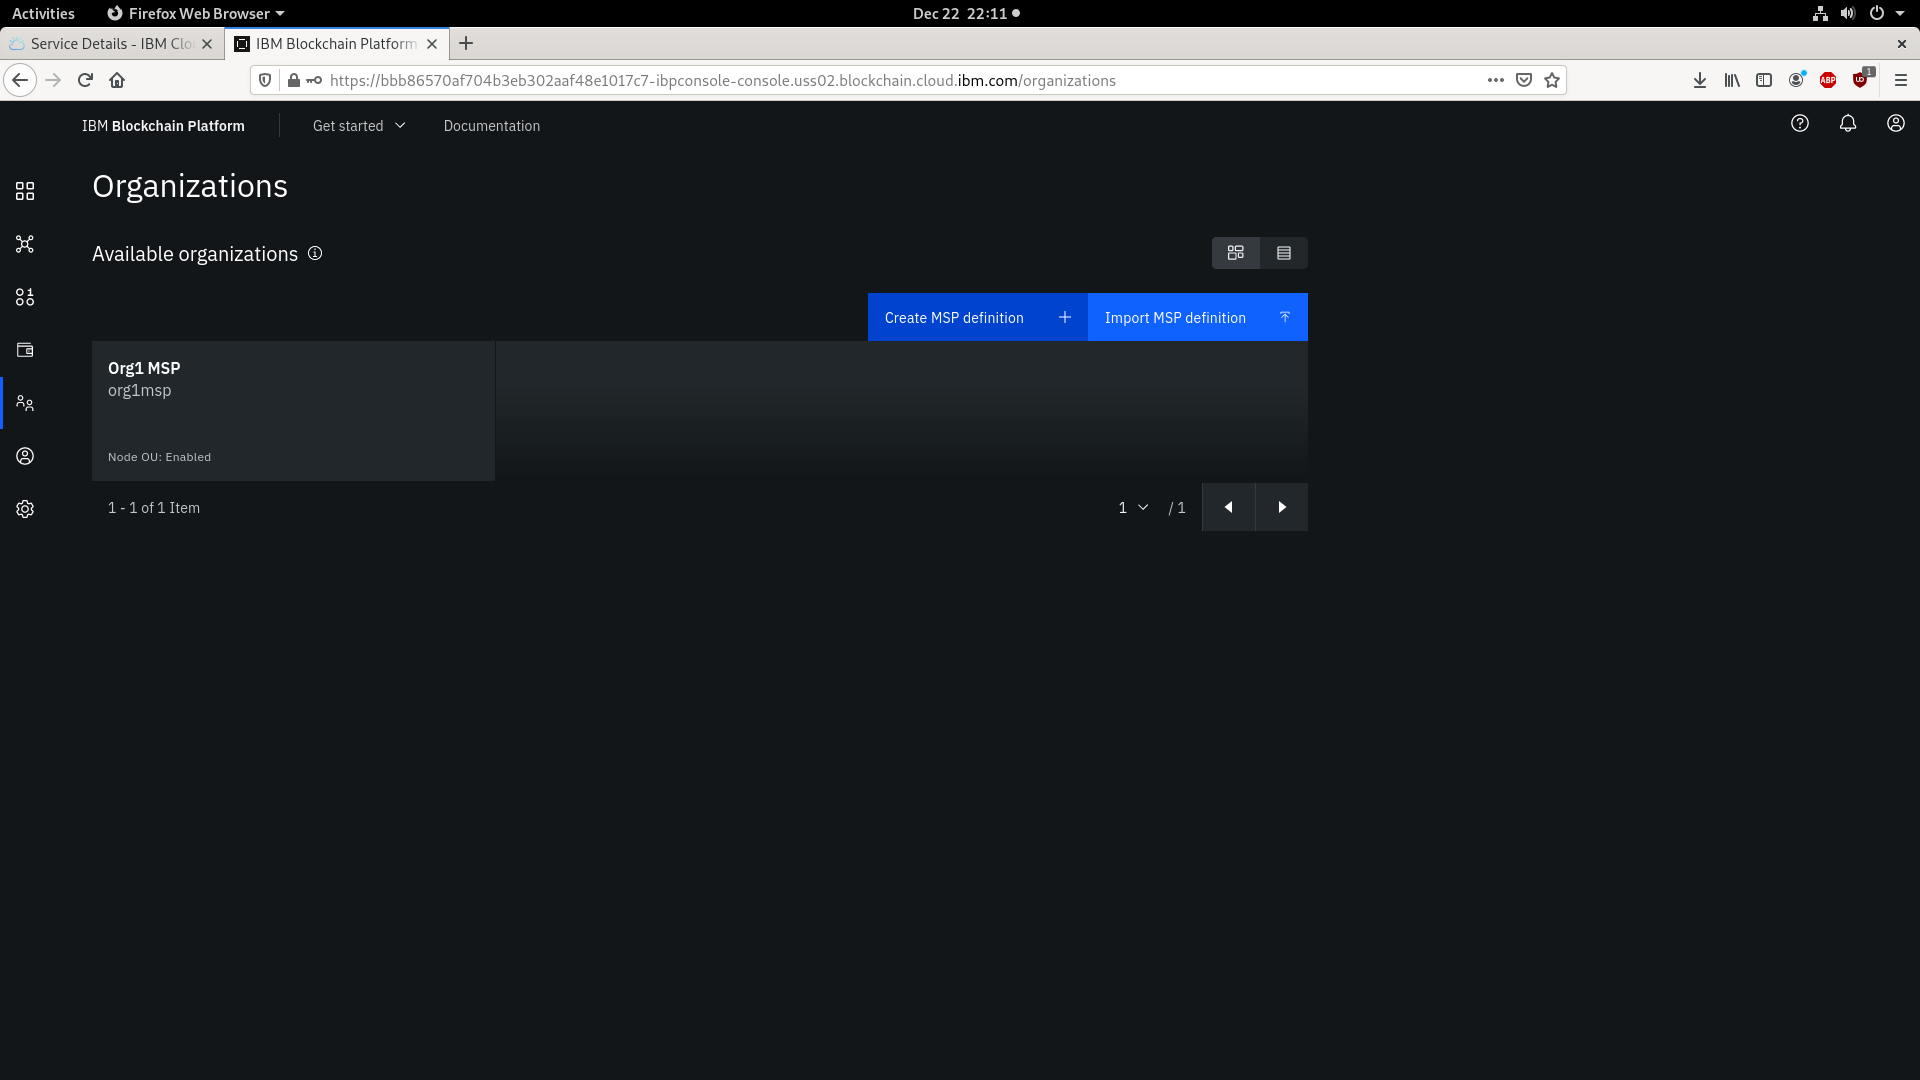 Activities
Firefox Web Browser
Dec 22 22:11
Service Details - IBM Clo
IBM Blockchain Platform
https://bbb86570af704b3eb302aaf48e1017c7-ibpconsole-console.uss02.blockchain.cloud.ibm.com/organizations
ABP
1
IBM Blockchain Platform
Get started
Documentation
Organizations
Available organizations
Create MSP definition
Import MSP definition
Org1 MSP
org1msp
Node OU: Enabled
1 - 1 of 1 Item
1
/ 1